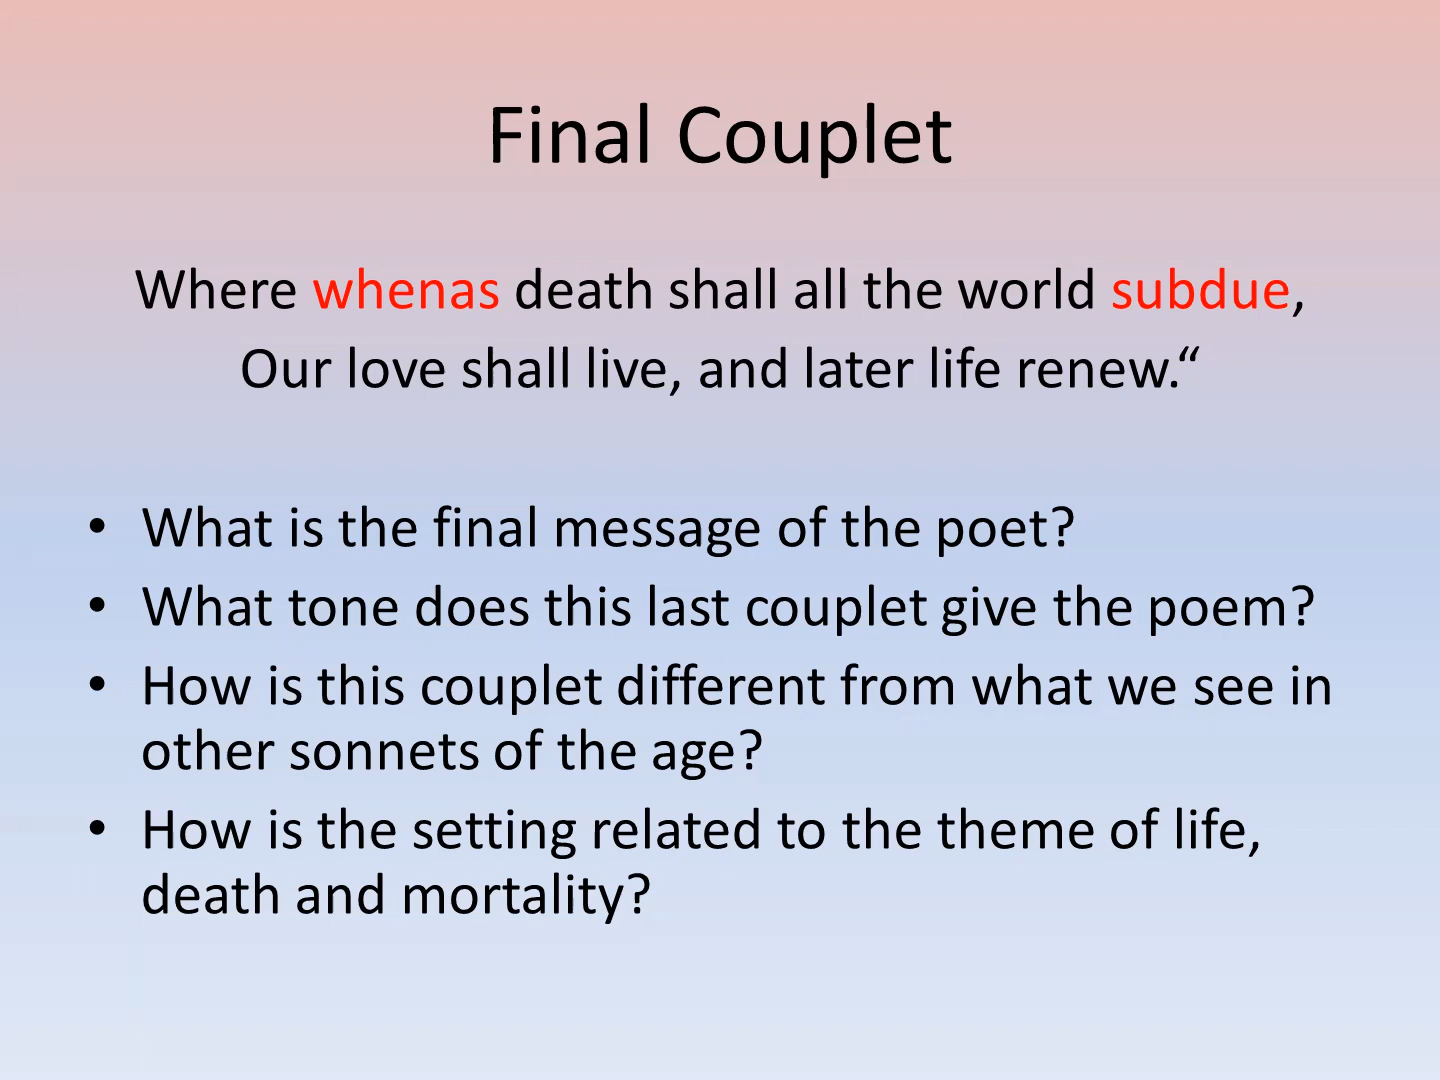 Final Couplet
Where whenas death shall all the world subdue,
Our love shall live, and later life renew.“
• What is the final message of the poet?
• What tone does this last couplet give the poem?
• How is this couplet different from what we see in
other sonnets of the age?
• How is the setting related to the theme of life,
death and mortality?